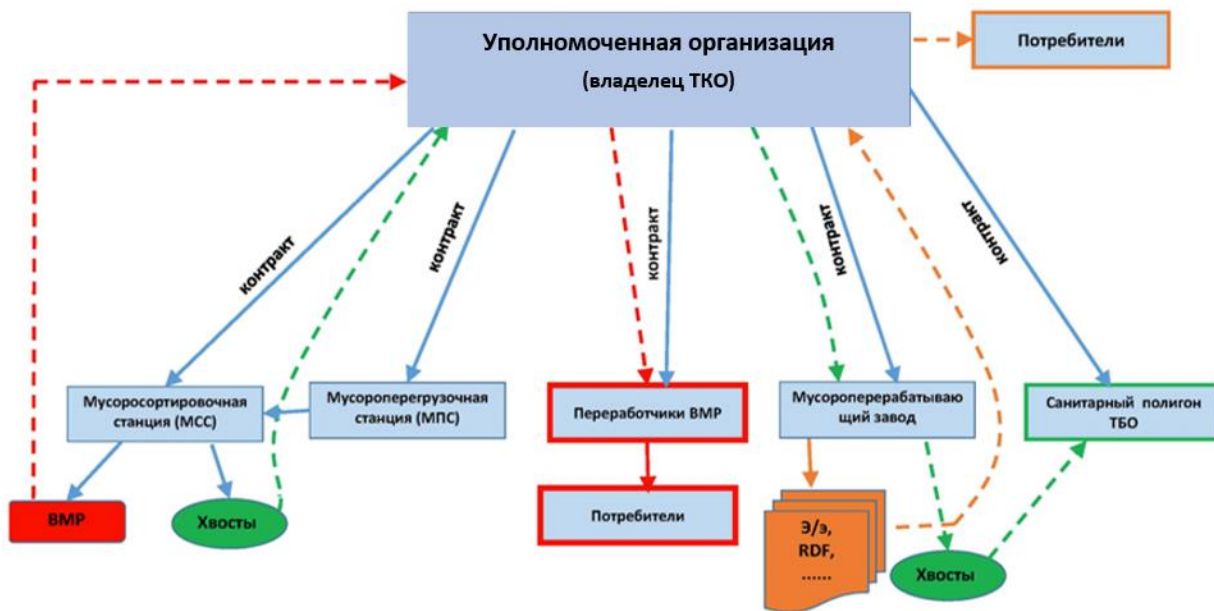 Уполномоченная организация
(владелец ТКО)
Потребители
контракт
контракт
контракт
контракт
контракт
Мусоросортировочная
станция (МСС)
Мусороперегрузочная
станция (МПС)
Переработчики ВМР
Мусороперерабатываю
щий завод
Санитарный полигон
ТБО
ВМР
Хвосты
Потребители
Э/э,
RDF,
......
Хвосты